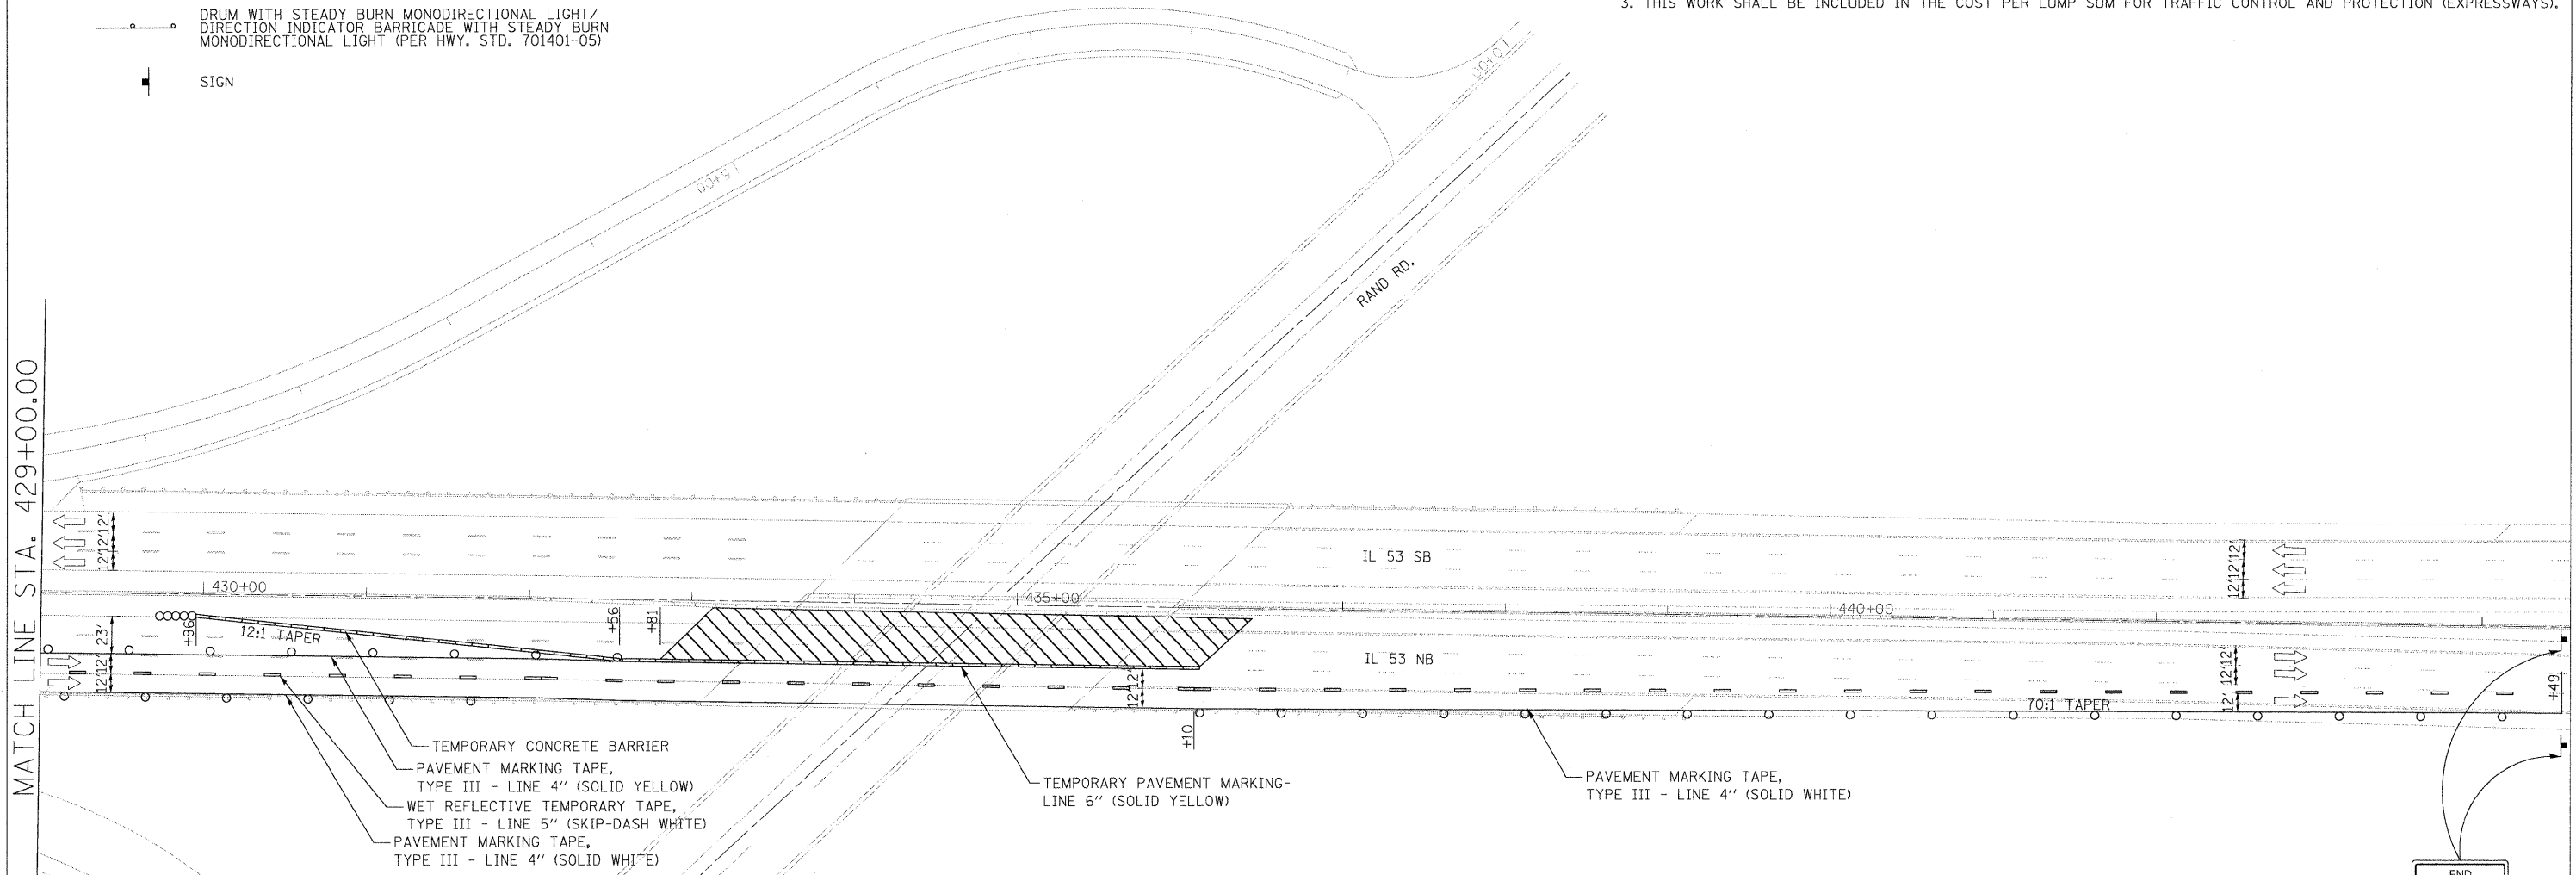 DRUM WITH STEADY BURN MONODIRECTIONAL LIGHT/
DIRECTION INDICATOR BARRICADE WITH STEADY BURN
MONODIRECTIONAL LIGHT (PER HWY. STD. 701401-05)
SIGN
3. THIS WORK SHALL BE INCLUDED IN THE COST PER LUMP SUM FOR TRAFFIC CONTROL AND PROTECTION (EXPRESSWAYS).
10+00
15+00
RAND RD.
MATCH LINE STA. 429+00.00
12'12'12'
IL 53 SB
12'12'12'
430+00
435+00
440+00
+96
12:1 TAPER
+56
+81
23'
12'12'
IL 53 NB
12'12'
12'12'
12'
70:1 TAPER
+49
+10
TEMPORARY CONCRETE BARRIER
PAVEMENT MARKING TAPE,
TYPE III - LINE 4" (SOLID YELLOW)
WET REFLECTIVE TEMPORARY TAPE,
TYPE III - LINE 5" (SKIP-DASH WHITE)
PAVEMENT MARKING TAPE,
TYPE III - LINE 4" (SOLID WHITE)
TEMPORARY PAVEMENT MARKING-
LINE 6" (SOLID YELLOW)
PAVEMENT MARKING TAPE,
TYPE III - LINE 4" (SOLID WHITE)
END